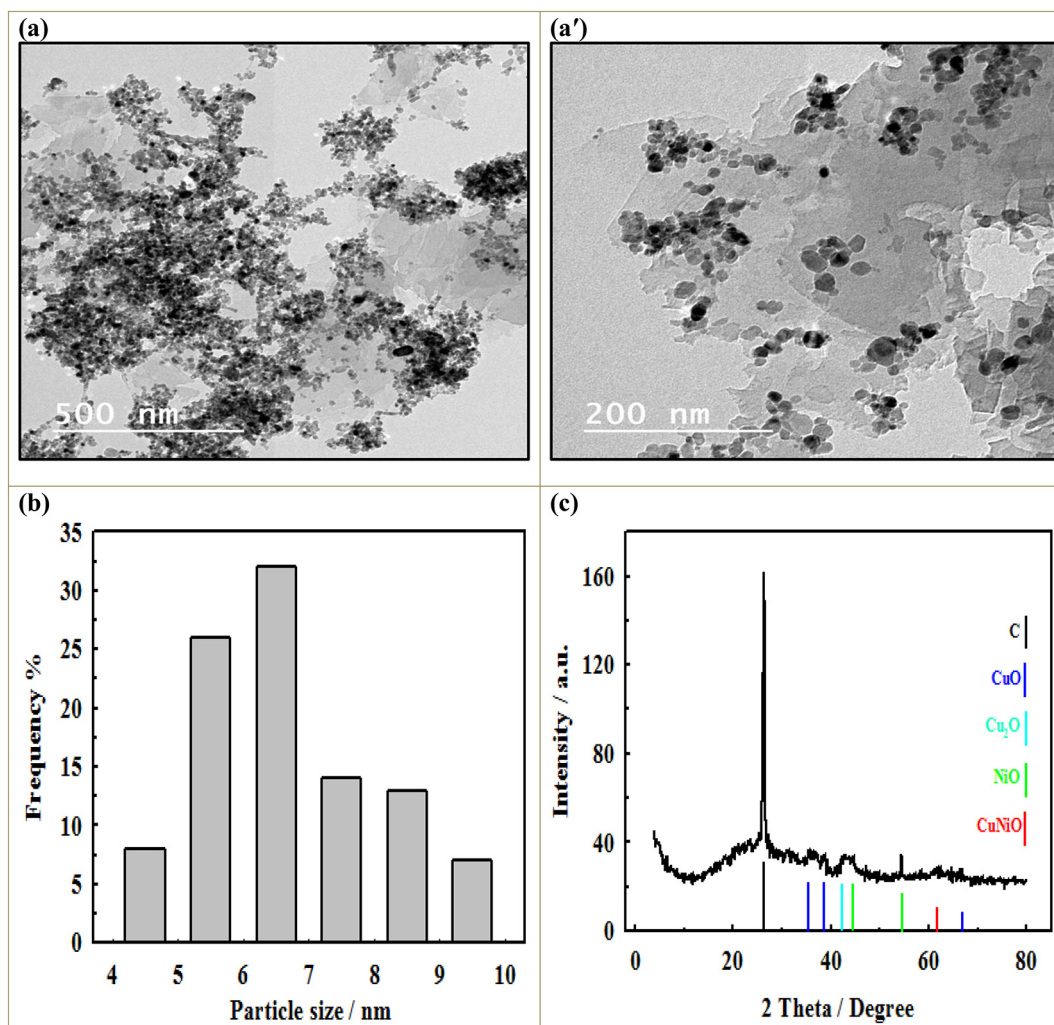 (a)
500 nm
(a′)
200 nm
(b)
35
30
25
20
15
10
5
0
Frequency %
4 5 6 7 8 9 10
Particle size / nm
(c)
160
120
80
40
0
Intensity / a.u.
C
CuO
Cu₂O
NiO
CuNiO
0 20 40 60 80
2 Theta / Degree